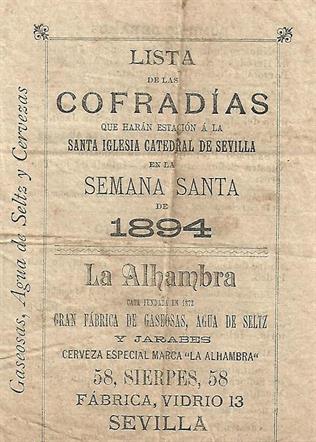 LISTA
DE LAS
COFRADÍAS
QUE HARÁN ESTACIÓN Á LA
SANTA IGLESIA CATEDRAL DE SEVILLA
EN LA
SEMANA SANTA
DE
1894
La Alhambra
CASA FUNDADA EN 1872
GRAN FÁBRICA DE GASEOSAS, AGUA DE SELTZ
Y JARABES
CERVEZA ESPECIAL MARCA "LA ALHAMBRA"
58, SIERPES, 58
FÁBRICA, VIDRIO 13
SEVILLA
Gaseosas, Agua de Seltz y Cervezas